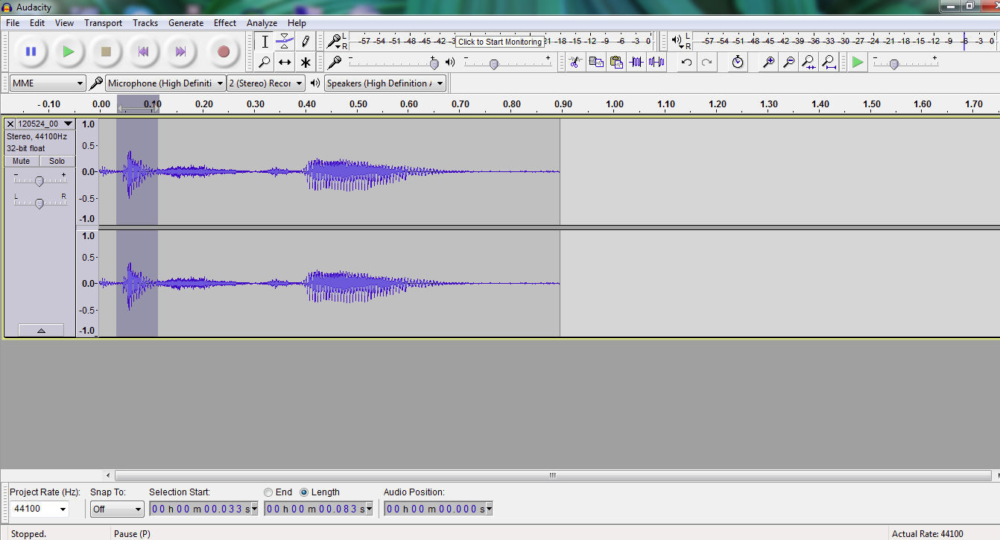 Audacity
File Edit View Transport Tracks Generate Effect Analyze Help
L R -57 -54 -51 -48 -45 -42 -3 Click to Start Monitoring 21 -18 -15 -12 -9 -6 -3 0 L R -57 -54 -51 -48 -45 -42 -39 -36 -33 -30 -27 -24 -21 -18 -15 -12 -9 -6 -3 0
- + - + - +
MME Microphone (High Definiti 2 (Stereo) Recor Speakers (High Definition
-0.10 0.00 0.10 0.20 0.30 0.40 0.50 0.60 0.70 0.80 0.90 1.00 1.10 1.20 1.30 1.40 1.50 1.60 1.70
X 120524_00 1.0
Stereo, 44100Hz
32-bit float 0.5
Mute Solo
- + 0.0
L R -0.5
-1.0
1.0
0.5
0.0
-0.5
-1.0
Project Rate (Hz): Snap To: Selection Start: End Length Audio Position:
44100 Off 00 h 00 m 00.033 s 00 h 00 m 00.083 s 00 h 00 m 00.000 s
Stopped. Pause (P) Actual Rate: 44100